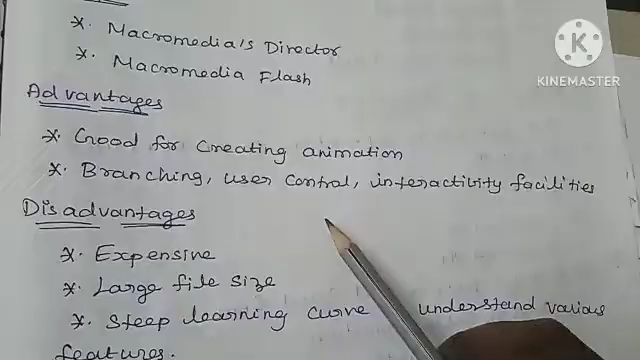 *. Macromedia's Director
*. Macromedia Flash
Advantages
*. Good for creating animation
*. Branching, user control, interactivity facilities
Disadvantages
*. Expensive
*. Large file size
*. Steep learning curve understand various
features.
K
KINEMASTER